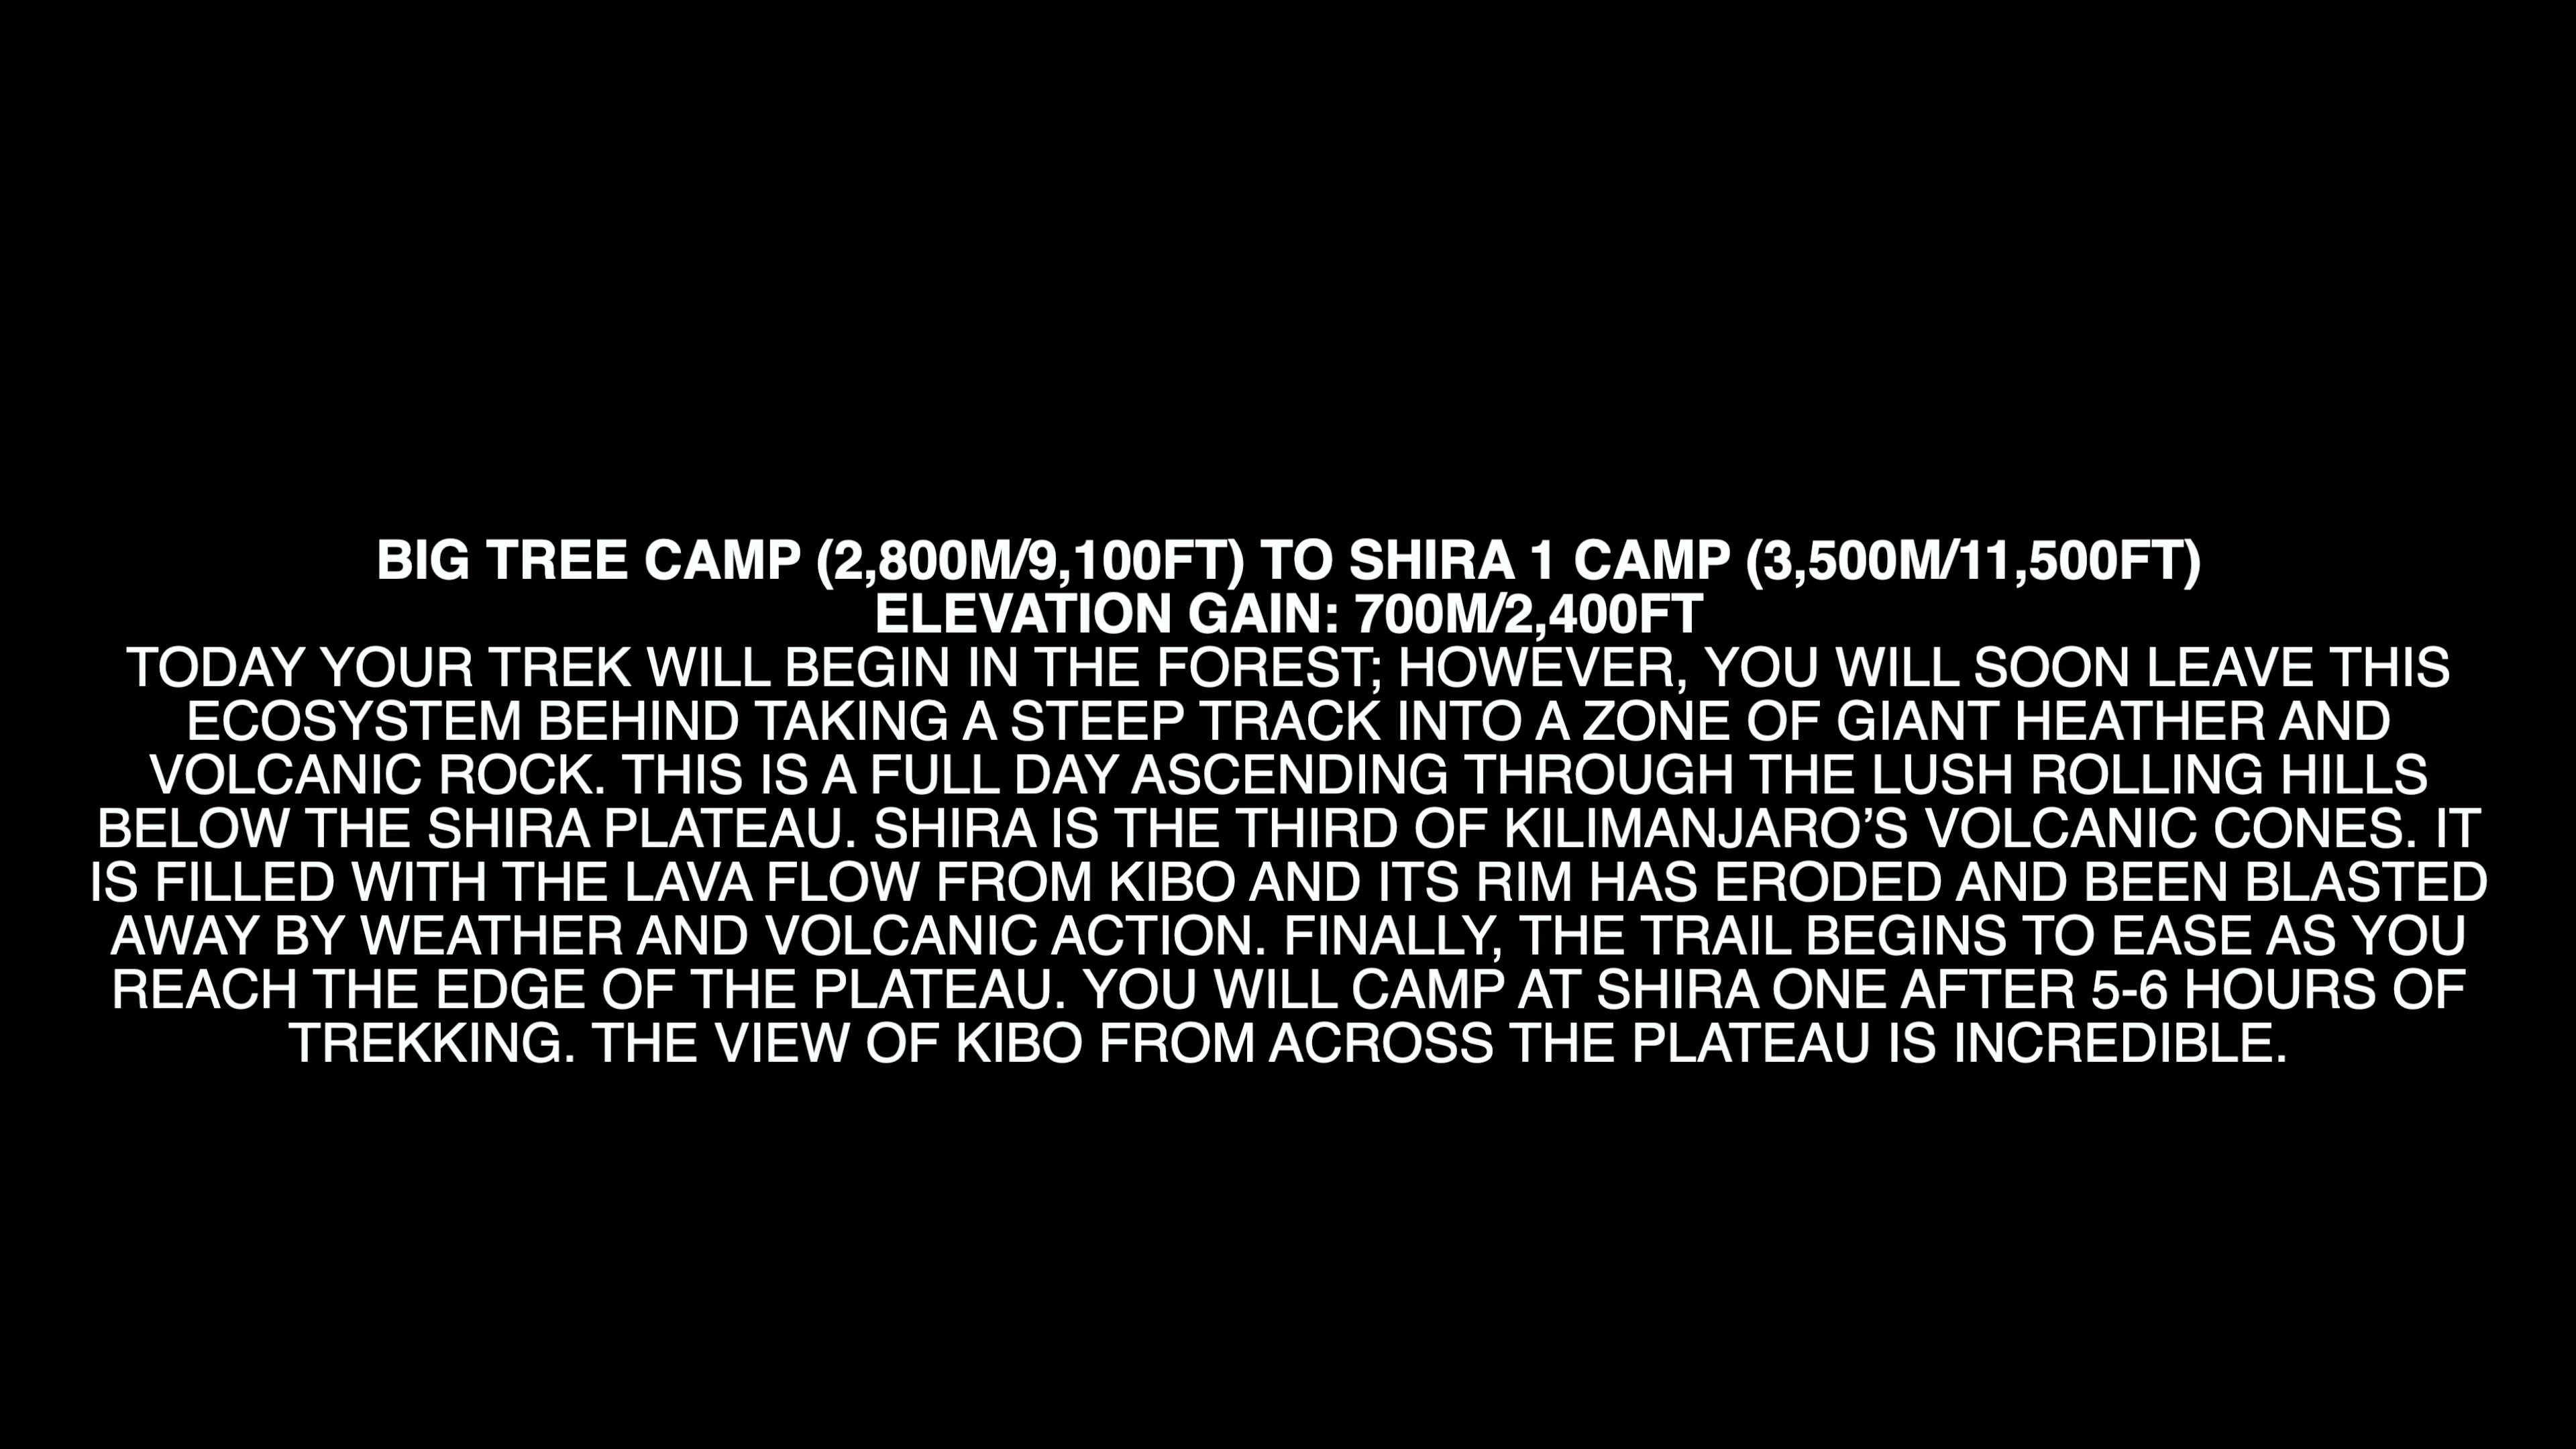 BIG TREE CAMP (2,800M/9,100FT) TO SHIRA 1 CAMP (3,500M/11,500FT)
ELEVATION GAIN: 700M/2,400FT
TODAY YOUR TREK WILL BEGIN IN THE FOREST; HOWEVER, YOU WILL SOON LEAVE THIS
ECOSYSTEM BEHIND TAKING A STEEP TRACK INTO A ZONE OF GIANT HEATHER AND
VOLCANIC ROCK. THIS IS A FULL DAY ASCENDING THROUGH THE LUSH ROLLING HILLS
BELOW THE SHIRA PLATEAU. SHIRA IS THE THIRD OF KILIMANJARO’S VOLCANIC CONES. IT
IS FILLED WITH THE LAVA FLOW FROM KIBO AND ITS RIM HAS ERODED AND BEEN BLASTED
AWAY BY WEATHER AND VOLCANIC ACTION. FINALLY, THE TRAIL BEGINS TO EASE AS YOU
REACH THE EDGE OF THE PLATEAU. YOU WILL CAMP AT SHIRA ONE AFTER 5-6 HOURS OF
TREKKING. THE VIEW OF KIBO FROM ACROSS THE PLATEAU IS INCREDIBLE.